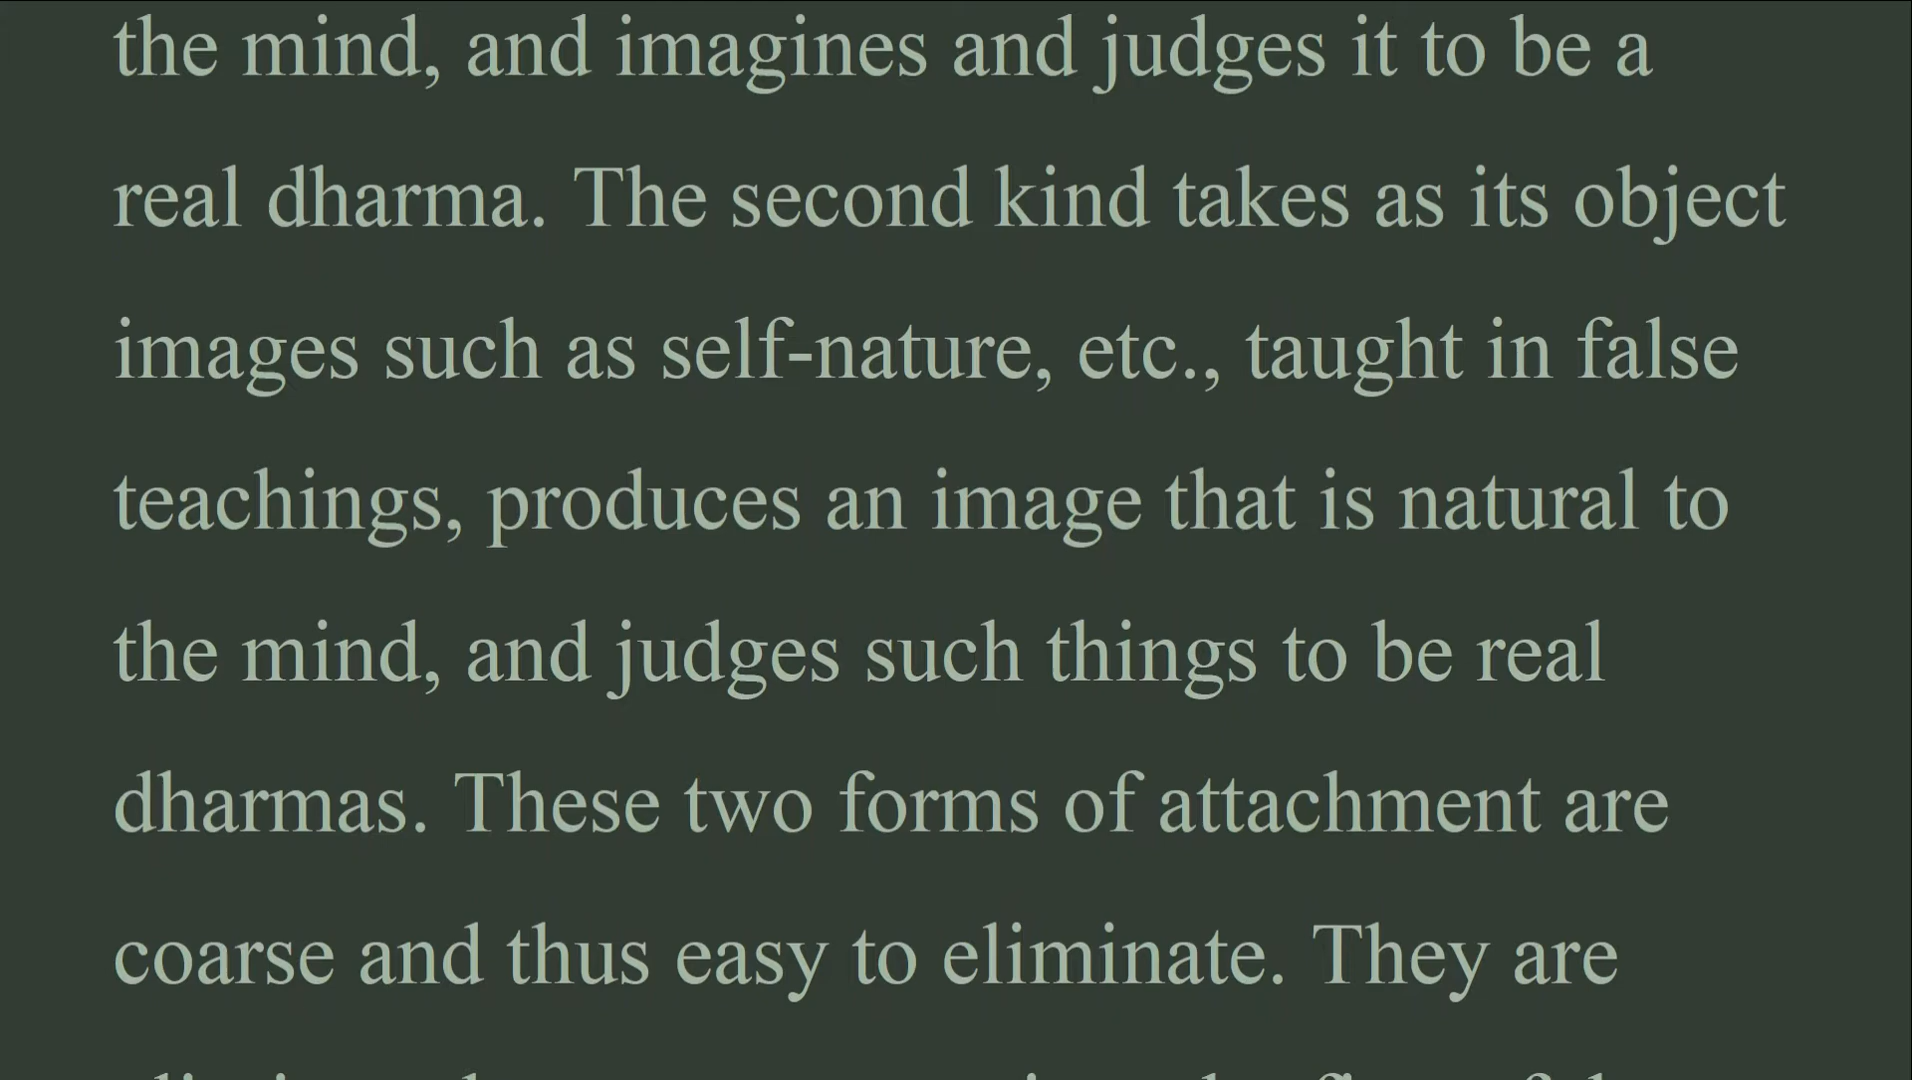 the mind, and imagines and judges it to be a
real dharma. The second kind takes as its object
images such as self-nature, etc., taught in false
teachings, produces an image that is natural to
the mind, and judges such things to be real
dharmas. These two forms of attachment are
coarse and thus easy to eliminate. They are